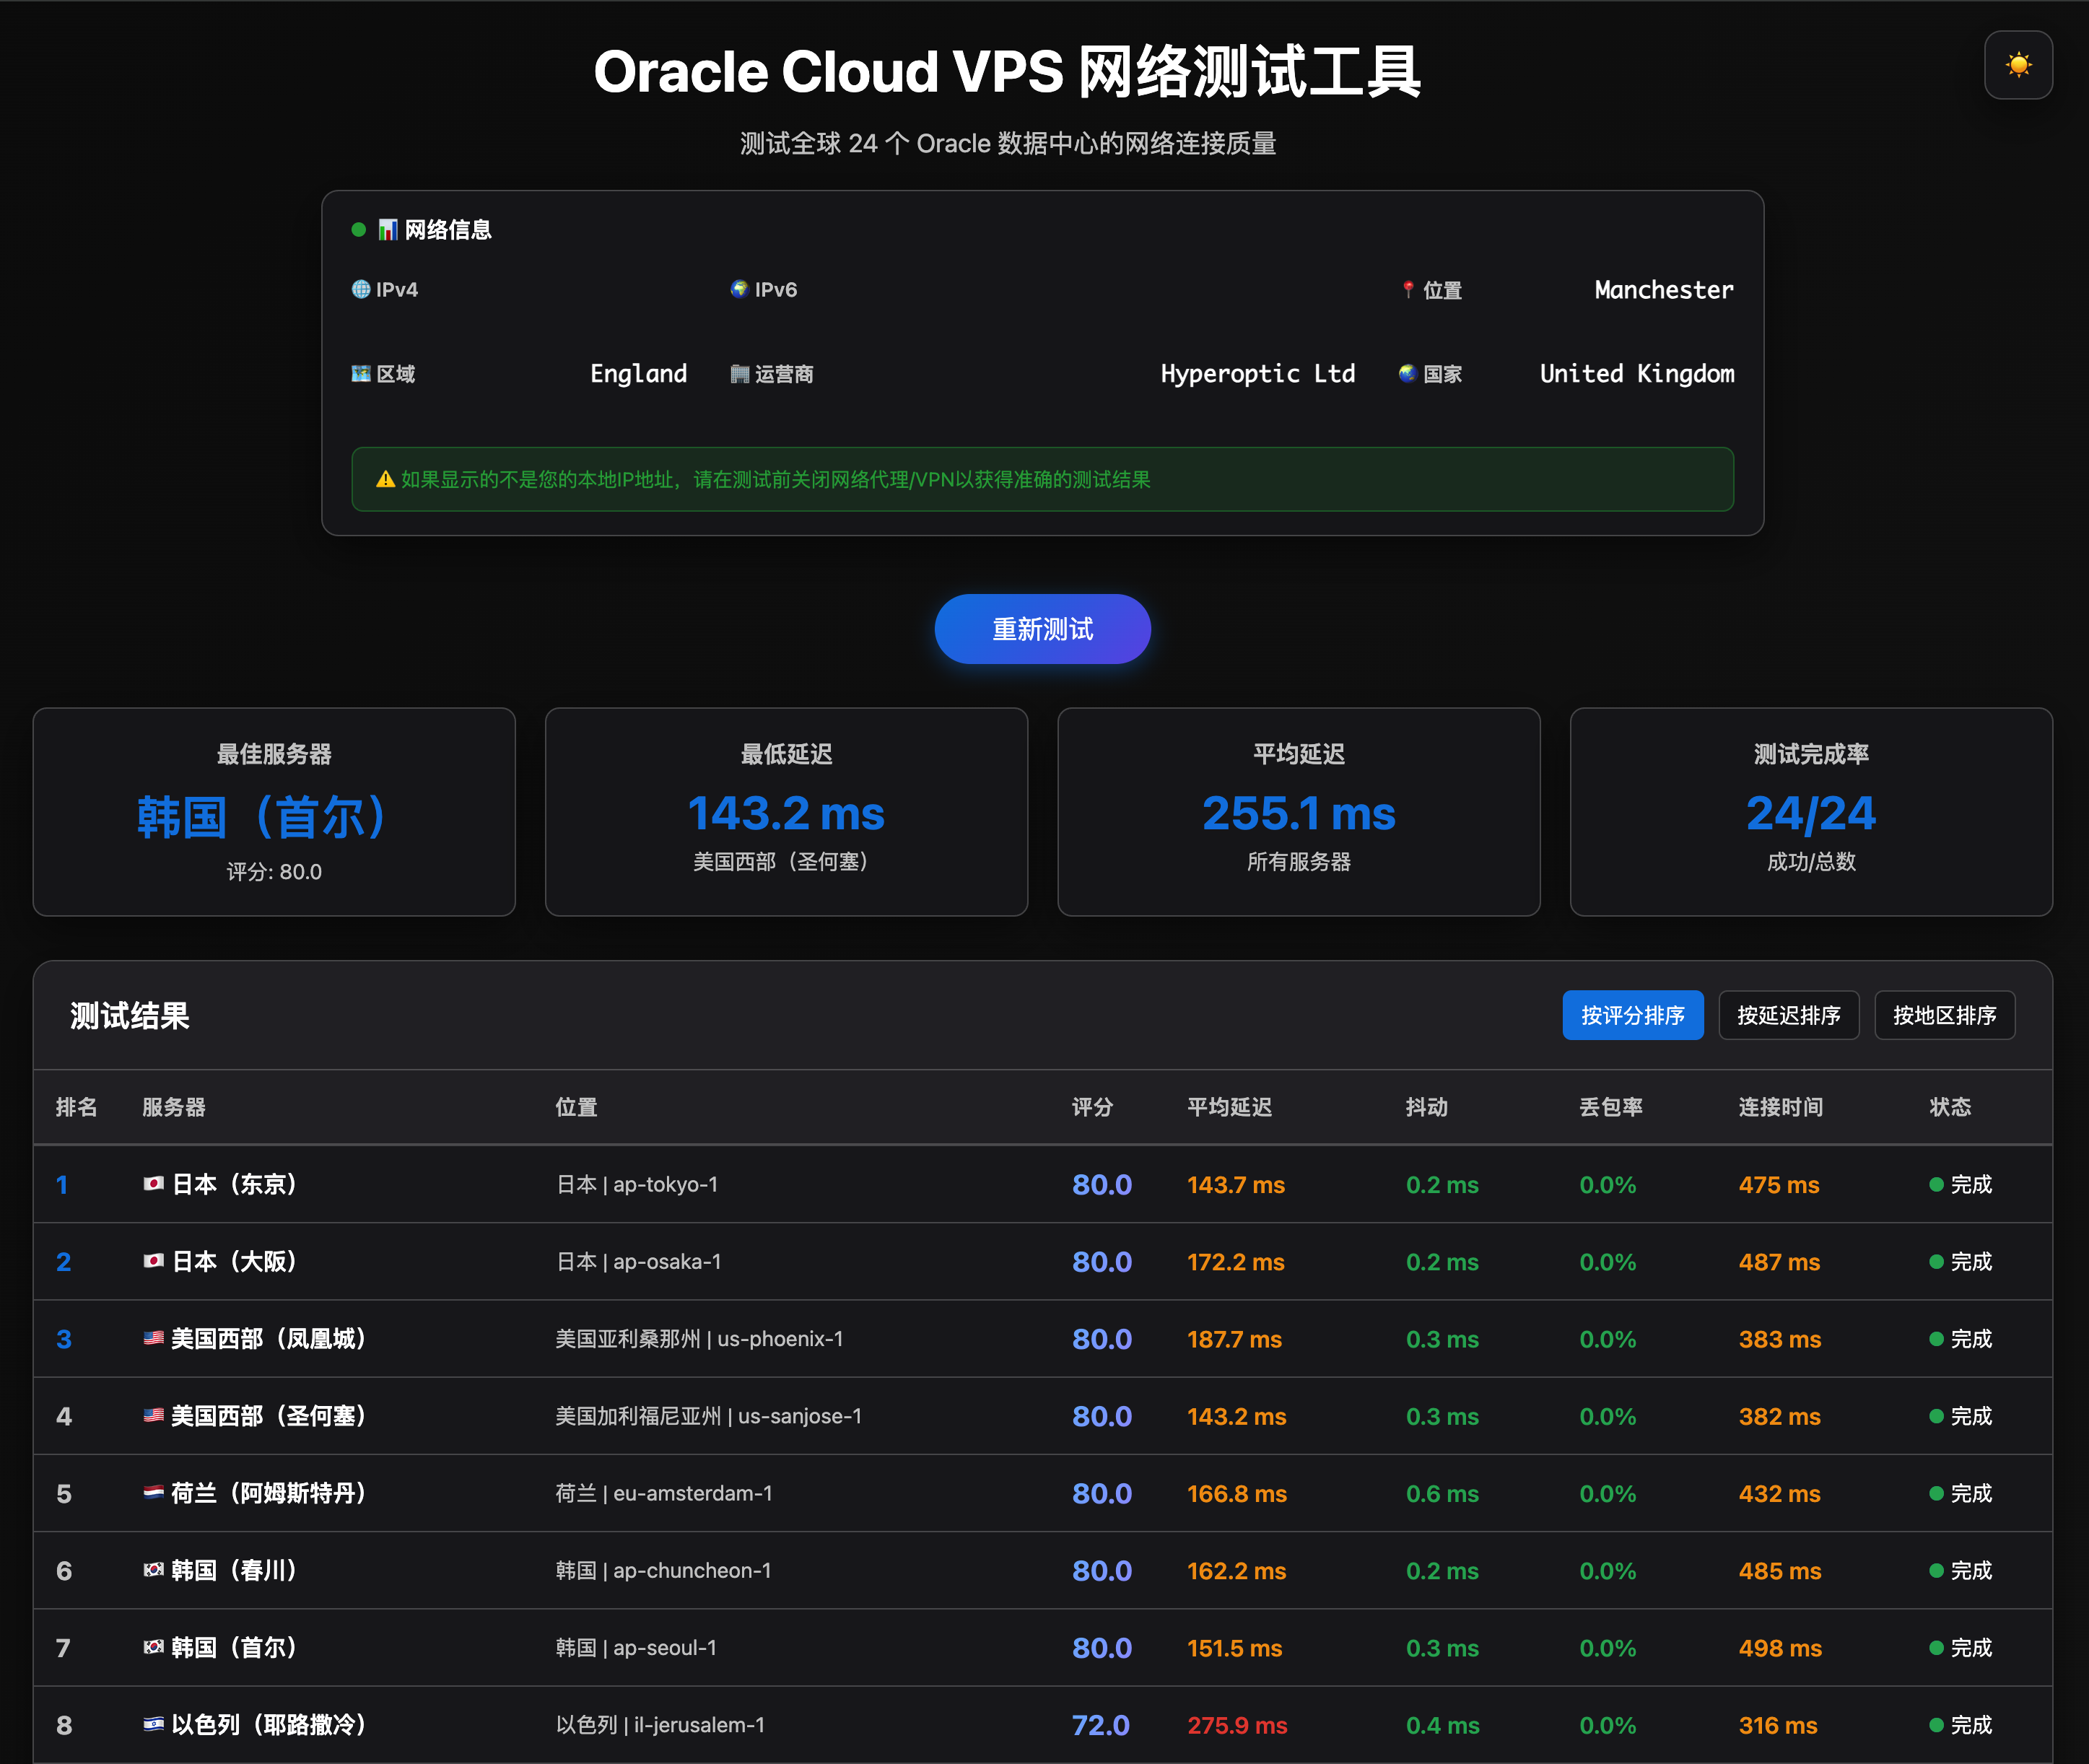 Oracle Cloud VPS 网络测试工具
测试全球 24 个 Oracle 数据中心的网络连接质量
网络信息
IPv4 IPv6 位置 Manchester
区域 England 运营商 Hyperoptic Ltd 国家 United Kingdom
如果显示的不是您的本地IP地址，请在测试前关闭网络代理/VPN以获得准确的测试结果
重新测试
最佳服务器
韩国（首尔）
评分: 80.0
最低延迟
143.2 ms
美国西部（圣何塞）
平均延迟
255.1 ms
所有服务器
测试完成率
24/24
成功/总数
测试结果 按评分排序 按延迟排序 按地区排序
排名 服务器 位置 评分 平均延迟 抖动 丢包率 连接时间 状态
1 日本（东京） 日本 | ap-tokyo-1 80.0 143.7 ms 0.2 ms 0.0% 475 ms 完成
2 日本（大阪） 日本 | ap-osaka-1 80.0 172.2 ms 0.2 ms 0.0% 487 ms 完成
3 美国西部（凤凰城） 美国亚利桑那州 | us-phoenix-1 80.0 187.7 ms 0.3 ms 0.0% 383 ms 完成
4 美国西部（圣何塞） 美国加利福尼亚州 | us-sanjose-1 80.0 143.2 ms 0.3 ms 0.0% 382 ms 完成
5 荷兰（阿姆斯特丹） 荷兰 | eu-amsterdam-1 80.0 166.8 ms 0.6 ms 0.0% 432 ms 完成
6 韩国（春川） 韩国 | ap-chuncheon-1 80.0 162.2 ms 0.2 ms 0.0% 485 ms 完成
7 韩国（首尔） 韩国 | ap-seoul-1 80.0 151.5 ms 0.3 ms 0.0% 498 ms 完成
8 以色列（耶路撒冷） 以色列 | il-jerusalem-1 72.0 275.9 ms 0.4 ms 0.0% 316 ms 完成